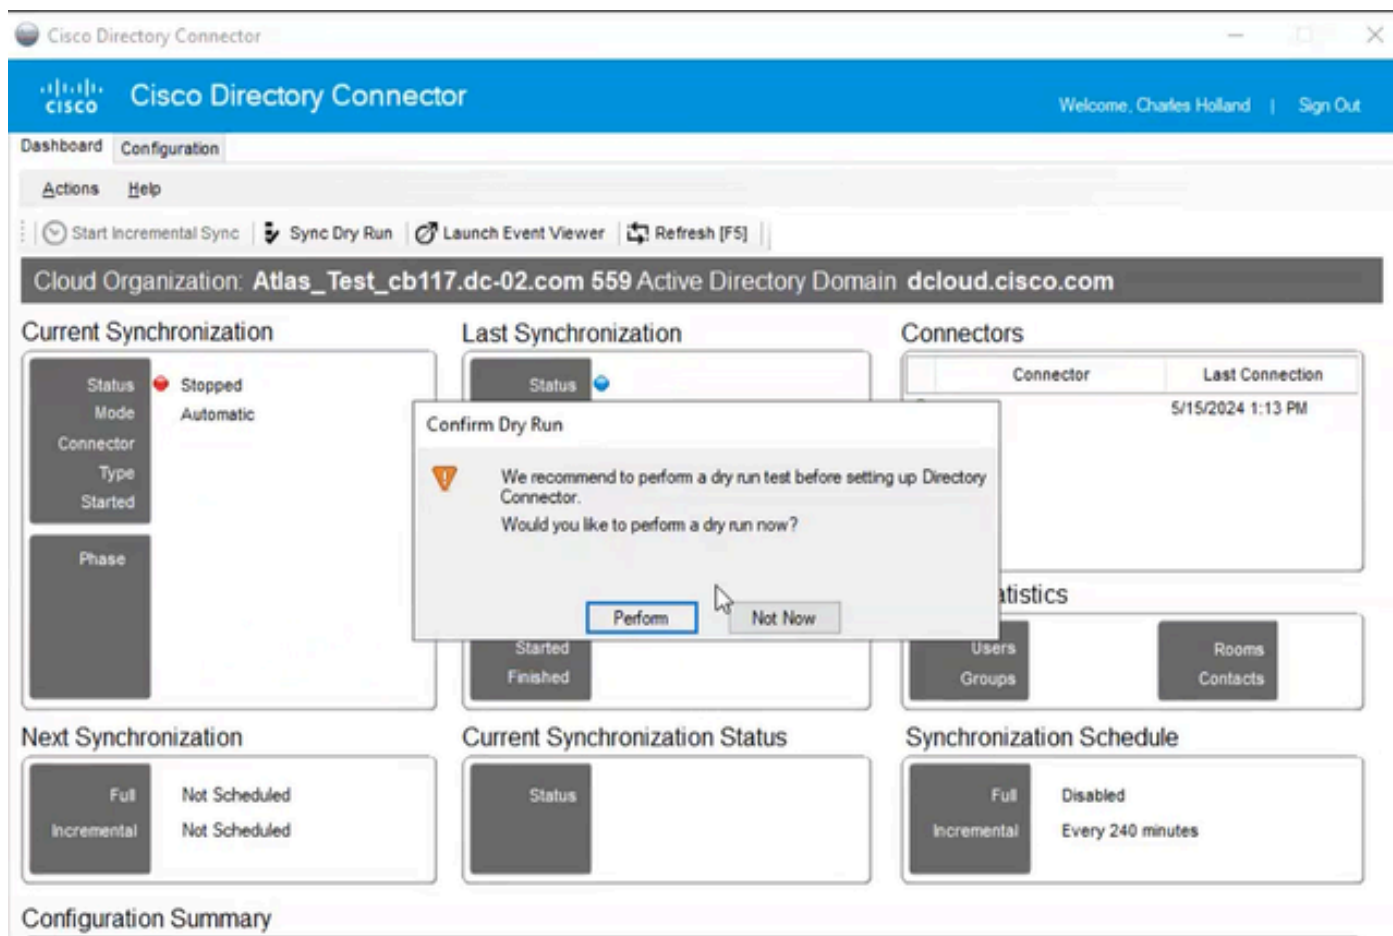 Cisco Directory Connector
CISCO
Cisco Directory Connector
Welcome, Charles Holland | Sign Out
Dashboard Configuration
Actions Help
Start Incremental Sync Sync Dry Run Launch Event Viewer Refresh [F5]
Cloud Organization: Atlas_Test_cb117.dc-02.com 559 Active Directory Domain dcloud.cisco.com
Current Synchronization
Status Stopped
Mode Automatic
Connector
Type
Started
Phase
Last Synchronization
Status
Started
Finished
Connectors
Connector Last Connection
5/15/2024 1:13 PM
Confirm Dry Run
We recommend to perform a dry run test before setting up Directory
Connector.
Would you like to perform a dry run now?
Perform Not Now
atistics
Users Rooms
Groups Contacts
Next Synchronization
Full Not Scheduled
Incremental Not Scheduled
Current Synchronization Status
Status
Synchronization Schedule
Full Disabled
Incremental Every 240 minutes
Configuration Summary